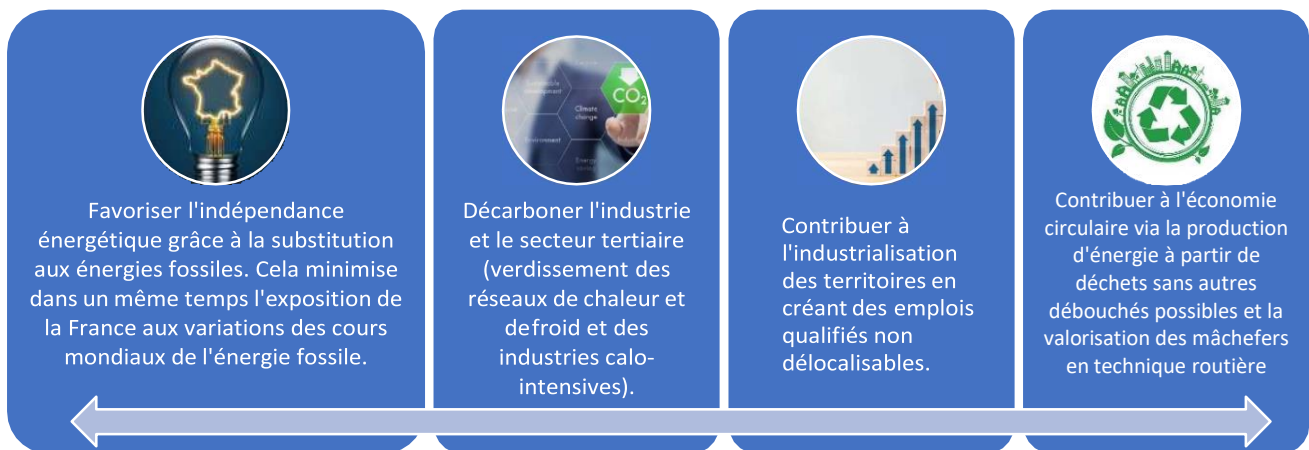 Favoriser l'indépendance
énergétique grâce à la substitution
aux énergies fossiles. Cela minimise
dans un même temps l'exposition de
la France aux variations des cours
mondiaux de l'énergie fossile.
CO2
Climate
change
Environment
Décarboner l'industrie
et le secteur tertiaire
(verdissement des
réseaux de chaleur et
defroid et des
industries calo-
intensives).
Contribuer à
l'industrialisation
des territoires en
créant des emplois
qualifiés non
délocalisables.
Contribuer à l'économie
circulaire via la production
d'énergie à partir de
déchets sans autres
débouchés possibles et la
valorisation des mâchefers
en technique routière